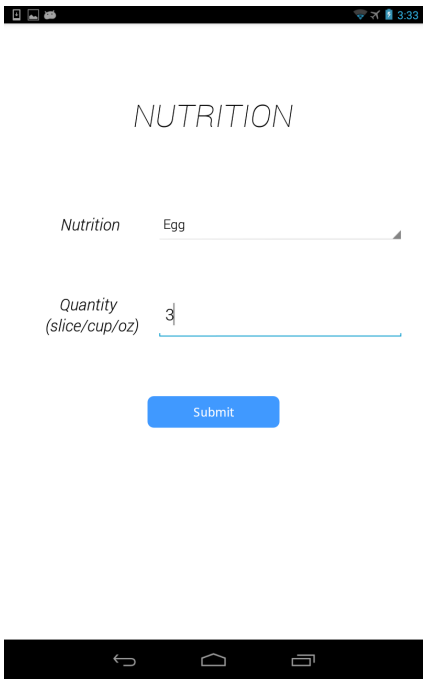 3:33
NUTRITION
Nutrition
Egg
Quantity
(slice/cup/oz)
3
Submit